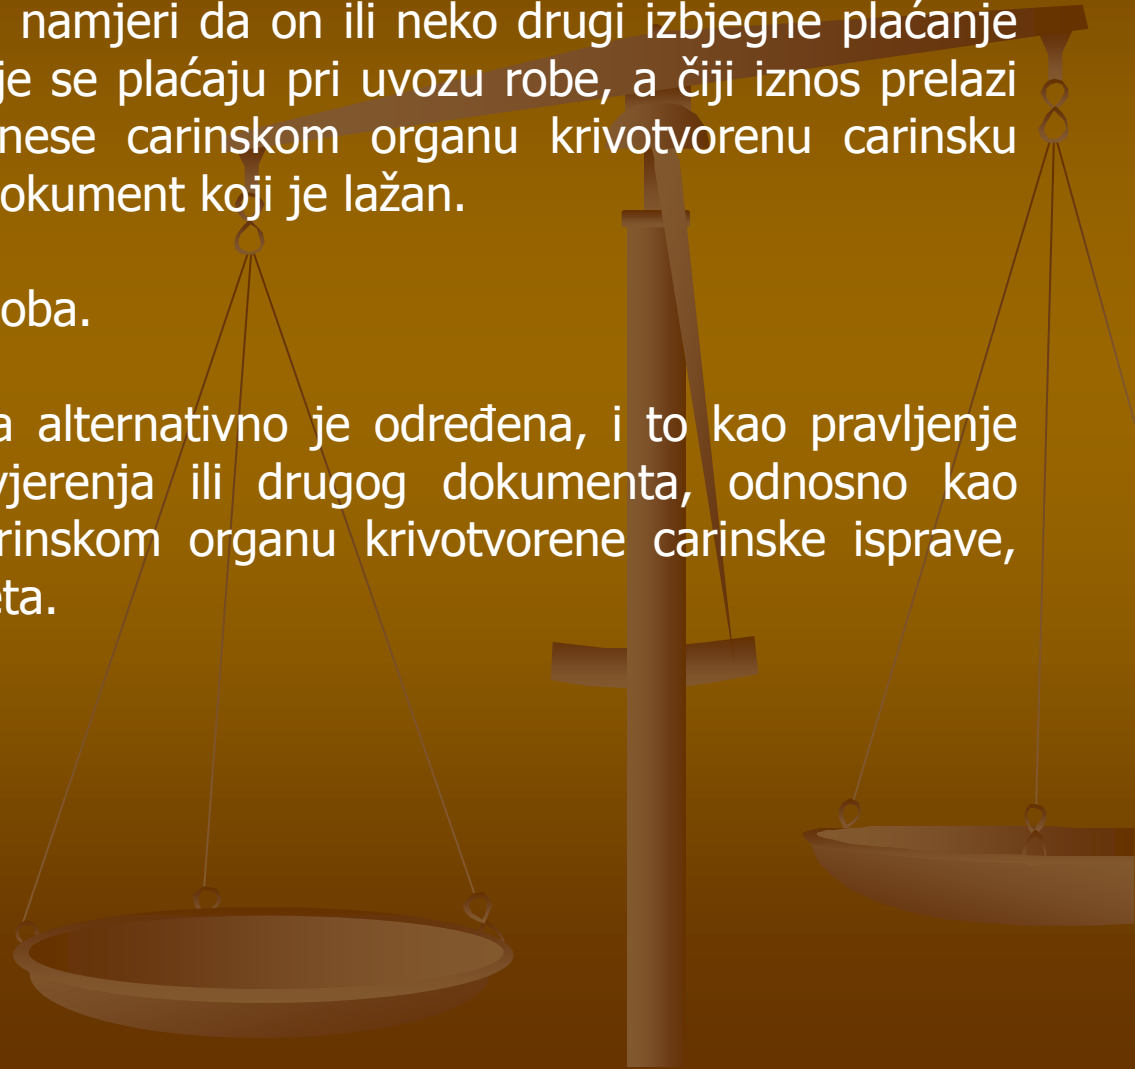 namjeri da on ili neko drugi izbjegne plaćanje
je se plaćaju pri uvozu robe, a čiji iznos prelazi
nese carinskom organu krivotvorenu carinsku
okument koji je lažan.
oba.
a alternativno je određena, i to kao pravljenje
vjerenja ili drugog dokumenta, odnosno kao
rinskom organu krivotvorene carinske isprave,
eta.